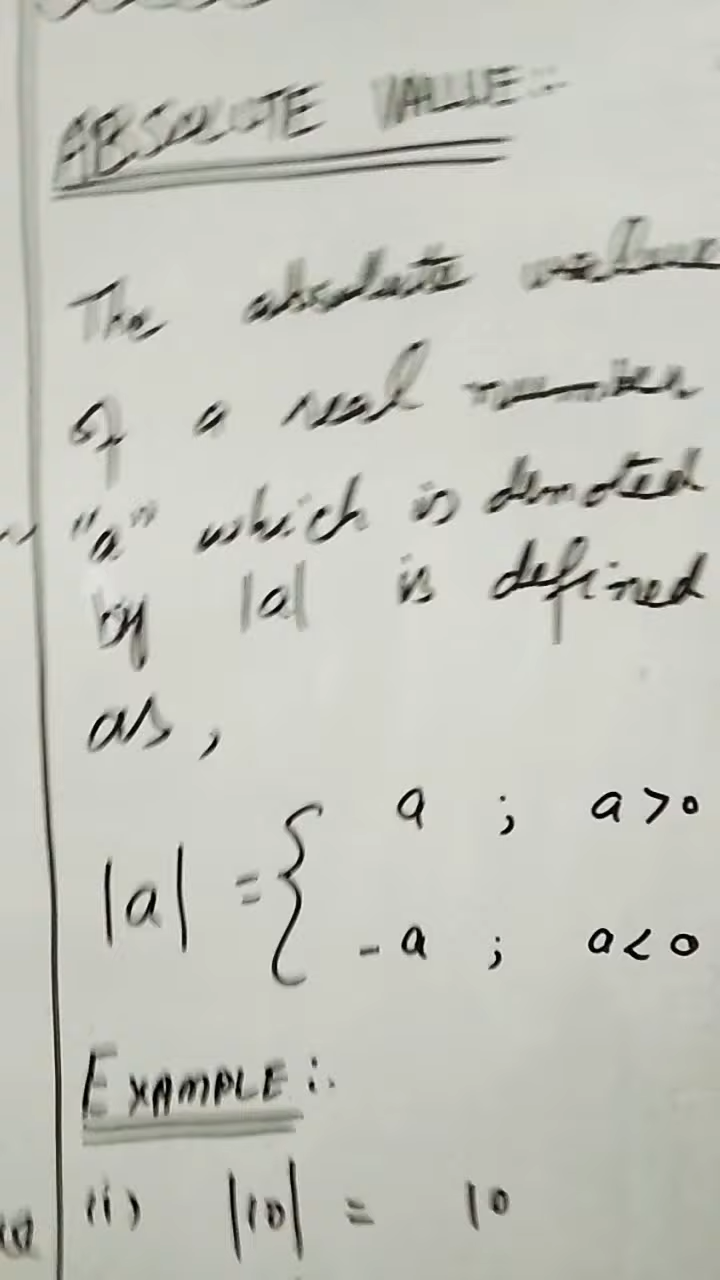 ABSOLUTE VALUE:-
The absolute value
of a real number
"a" which is denoted
by |a| is defined
as,
|a| = { a ; a>0
-a ; a<0
EXAMPLE:-
(i) |10| = 10